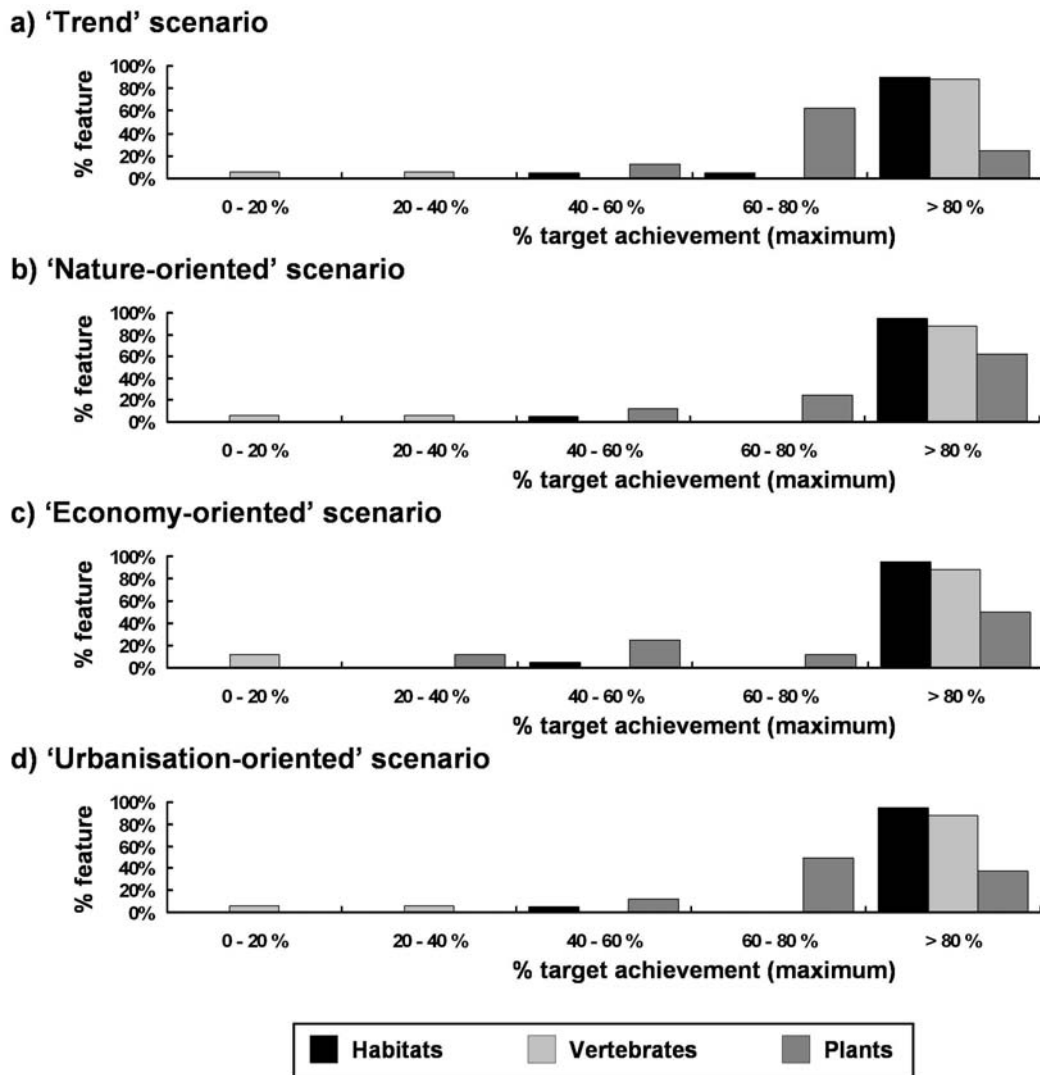 a) ‘Trend’ scenario
% feature
100%
80%
60%
40%
20%
0%
0 - 20 % 20 - 40 % 40 - 60 % 60 - 80 % > 80 %
% target achievement (maximum)
b) ‘Nature-oriented’ scenario
% feature
100%
80%
60%
40%
20%
0%
0 - 20 % 20 - 40 % 40 - 60 % 60 - 80 % > 80 %
% target achievement (maximum)
c) ‘Economy-oriented’ scenario
% feature
100%
80%
60%
40%
20%
0%
0 - 20 % 20 - 40 % 40 - 60 % 60 - 80 % > 80 %
% target achievement (maximum)
d) ‘Urbanisation-oriented’ scenario
% feature
100%
80%
60%
40%
20%
0%
0 - 20 % 20 - 40 % 40 - 60 % 60 - 80 % > 80 %
% target achievement (maximum)
Habitats Vertebrates Plants